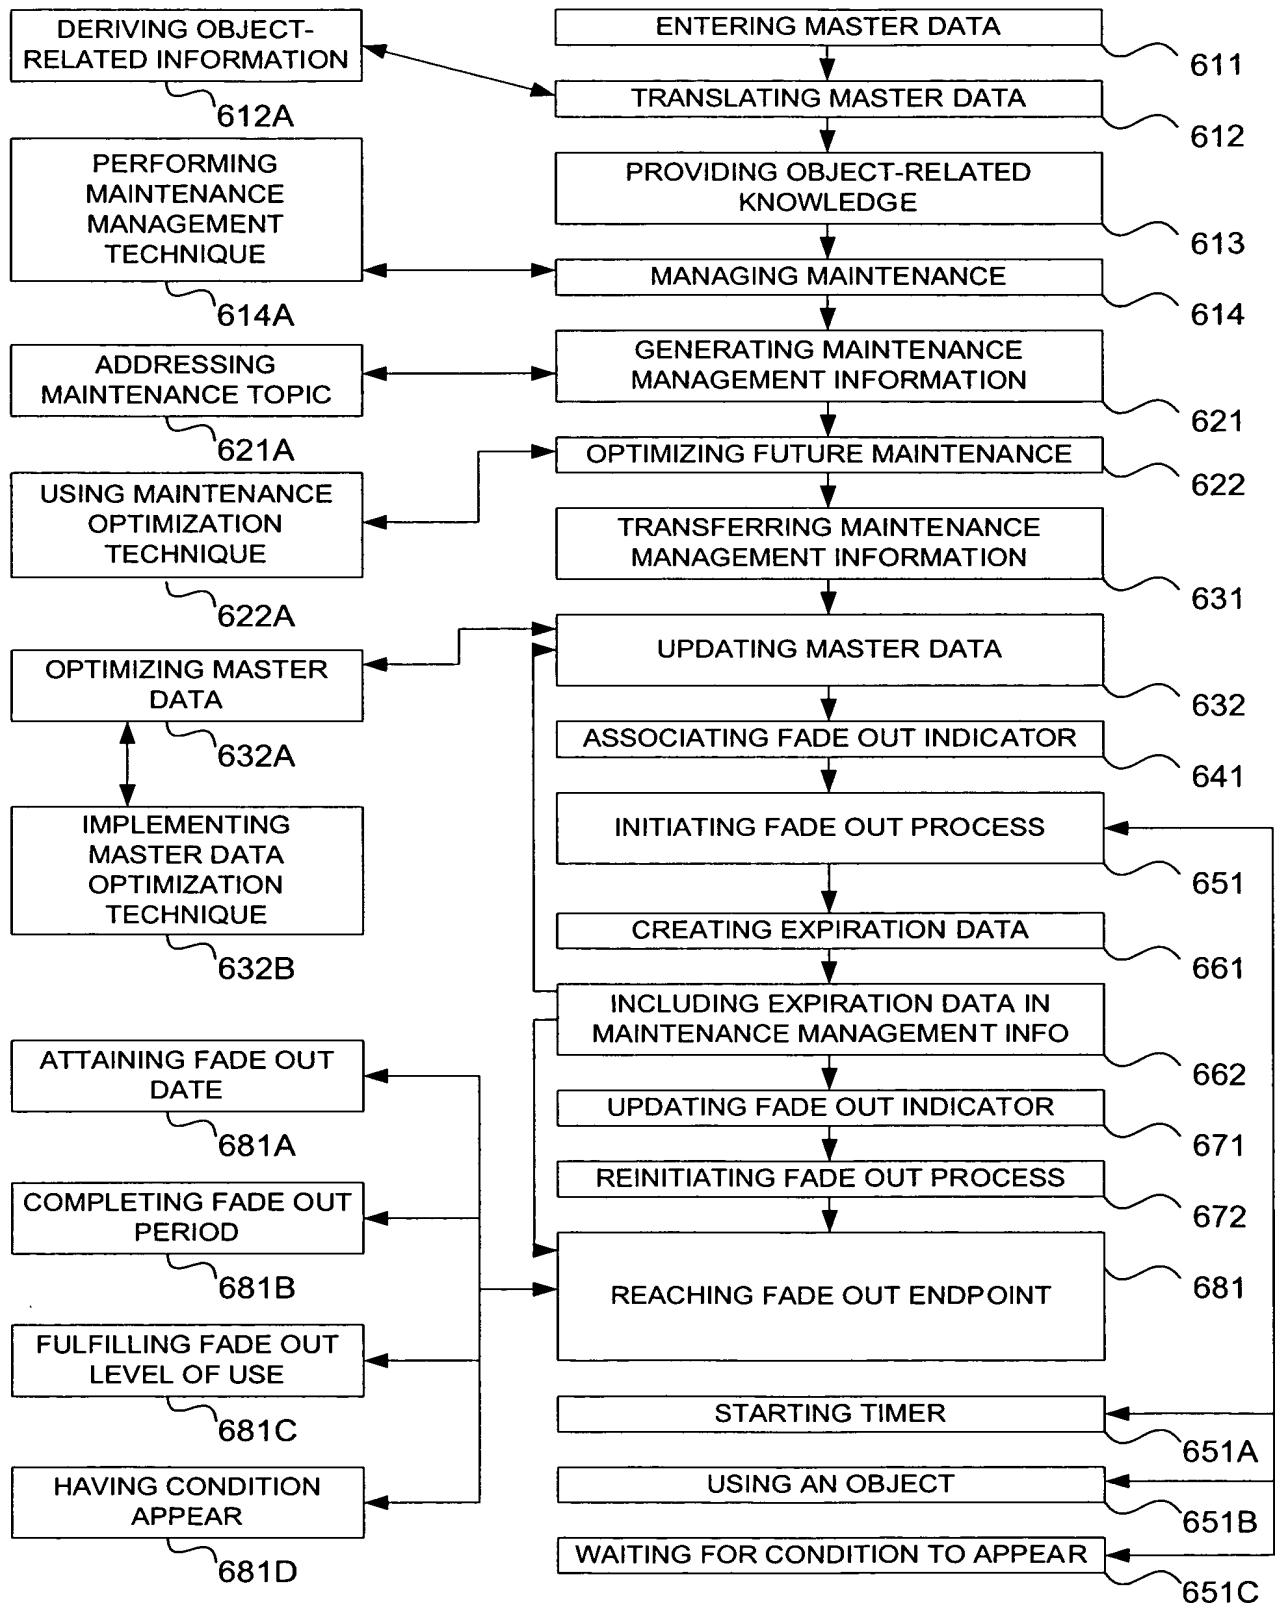 DERIVING OBJECT-
RELATED INFORMATION
612A
PERFORMING
MAINTENANCE
MANAGEMENT
TECHNIQUE
614A
ADDRESSING
MAINTENANCE TOPIC
621A
USING MAINTENANCE
OPTIMIZATION
TECHNIQUE
622A
OPTIMIZING MASTER
DATA
632A
IMPLEMENTING
MASTER DATA
OPTIMIZATION
TECHNIQUE
632B
ATTAINING FADE OUT
DATE
681A
COMPLETING FADE OUT
PERIOD
681B
FULFILLING FADE OUT
LEVEL OF USE
681C
HAVING CONDITION
APPEAR
681D
ENTERING MASTER DATA
611
TRANSLATING MASTER DATA
612
PROVIDING OBJECT-RELATED
KNOWLEDGE
613
MANAGING MAINTENANCE
614
GENERATING MAINTENANCE
MANAGEMENT INFORMATION
621
OPTIMIZING FUTURE MAINTENANCE
622
TRANSFERRING MAINTENANCE
MANAGEMENT INFORMATION
631
UPDATING MASTER DATA
632
ASSOCIATING FADE OUT INDICATOR
641
INITIATING FADE OUT PROCESS
651
CREATING EXPIRATION DATA
661
INCLUDING EXPIRATION DATA IN
MAINTENANCE MANAGEMENT INFO
662
UPDATING FADE OUT INDICATOR
671
REINITIATING FADE OUT PROCESS
672
REACHING FADE OUT ENDPOINT
681
STARTING TIMER
651A
USING AN OBJECT
651B
WAITING FOR CONDITION TO APPEAR
651C